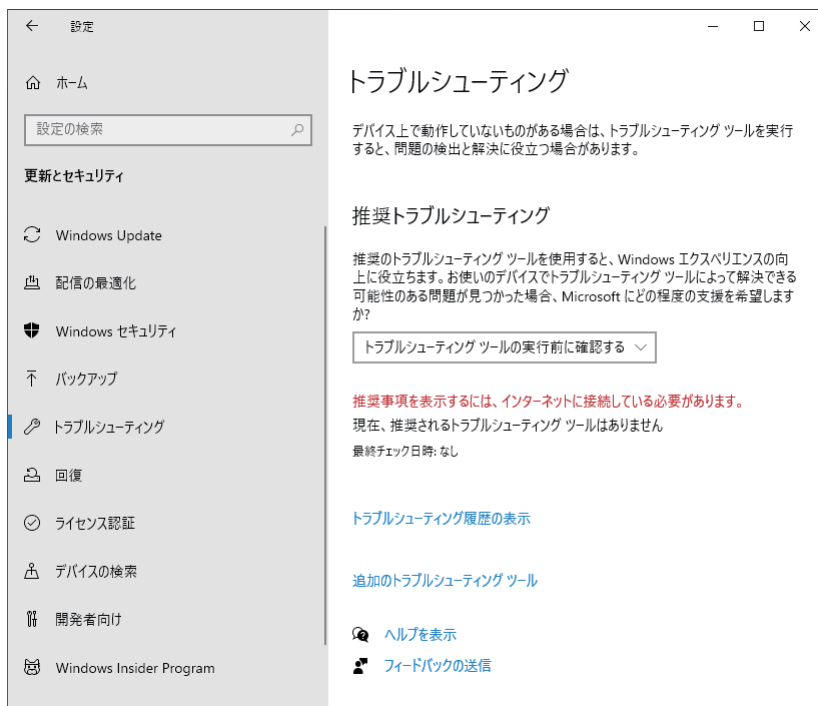 設定
ホーム
設定の検索
更新とセキュリティ
Windows Update
配信の最適化
Windows セキュリティ
バックアップ
トラブルシューティング
回復
ライセンス認証
デバイスの検索
開発者向け
Windows Insider Program
トラブルシューティング
デバイス上で動作していないものがある場合は、トラブルシューティング ツールを実行
すると、問題の検出と解決に役立つ場合があります。
推奨トラブルシューティング
推奨のトラブルシューティング ツールを使用すると、Windows エクスペリエンスの向
上に役立ちます。お使いのデバイスでトラブルシューティング ツールによって解決できる
可能性のある問題が見つかった場合、Microsoft にどの程度の支援を希望します
か?
トラブルシューティング ツールの実行前に確認する
推奨事項を表示するには、インターネットに接続している必要があります。
現在、推奨されるトラブルシューティング ツールはありません
最終チェック日時: なし
トラブルシューティング履歴の表示
追加のトラブルシューティング ツール
ヘルプを表示
フィードバックの送信